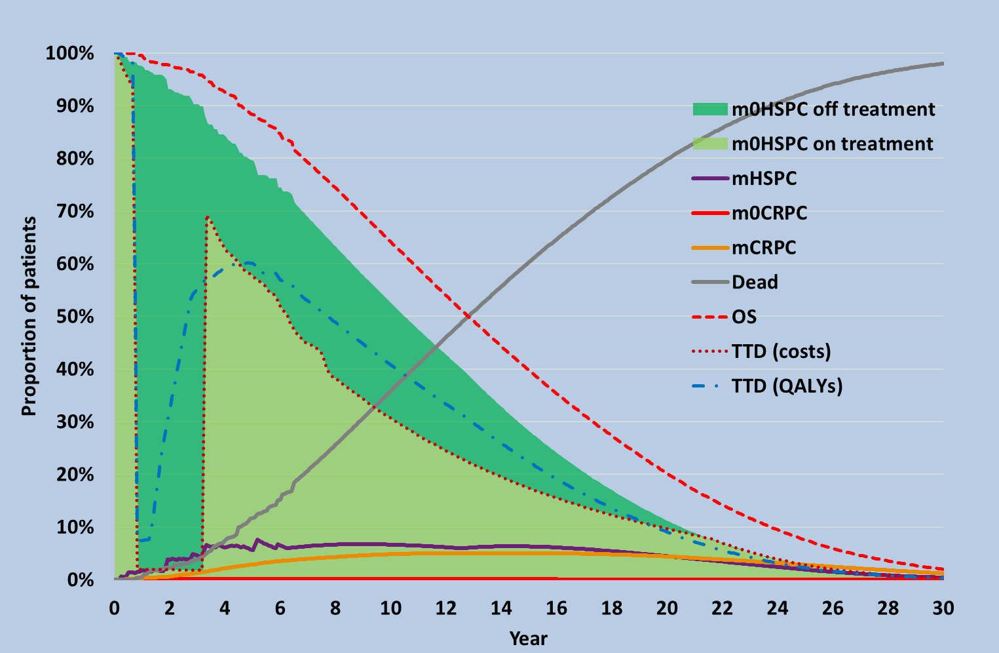 100%
90%
80%
70%
60%
50%
40%
30%
20%
10%
0%
Proportion of patients
m0HSPC off treatment
m0HSPC on treatment
mHSPC
m0CRPC
mCRPC
Dead
OS
TTD (costs)
TTD (QALYs)
0 2 4 6 8 10 12 14 16 18 20 22 24 26 28 30
Year